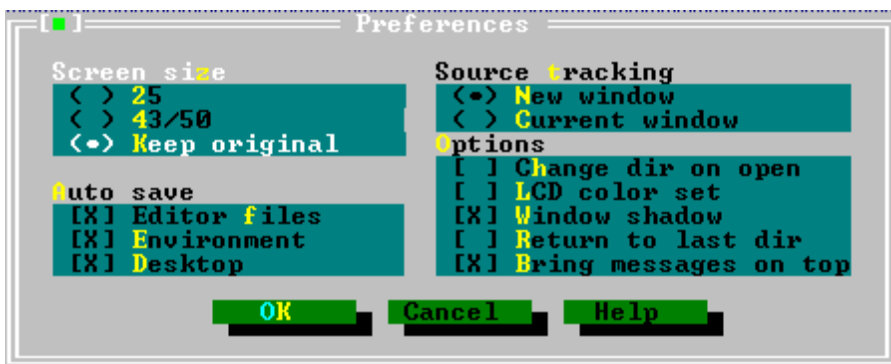 [■] Preferences
Screen size
( ) 25
( ) 43/50
(•) Keep original
Auto save
[X] Editor files
[X] Environment
[X] Desktop
Source tracking
(•) New window
( ) Current window
Options
[ ] Change dir on open
[ ] LCD color set
[X] Window shadow
[ ] Return to last dir
[X] Bring messages on top
OK Cancel Help